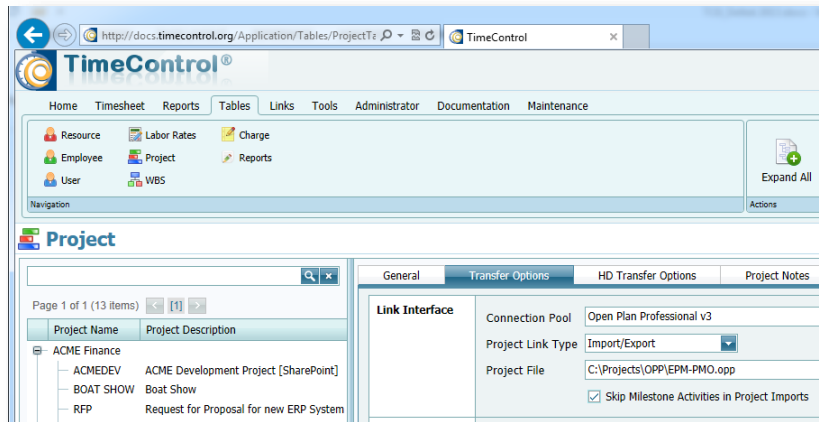 http://docs.timecontrol.org/Application/Tables/ProjectTa
TimeControl
TimeControl®
Home Timesheet Reports Tables Links Tools Administrator Documentation Maintenance
Resource Labor Rates Charge
Employee Project Reports
User WBS
Expand All
Navigation Actions
Project
General Transfer Options HD Transfer Options Project Notes
Page 1 of 1 (13 items) < [1] >
Link Interface
Connection Pool Open Plan Professional v3
Project Name Project Description
Project Link Type Import/Export
ACME Finance
Project File C:\Projects\OPP\EPM-PMO.opp
ACMEDEV ACME Development Project [SharePoint]
BOAT SHOW Boat Show
Skip Milestone Activities in Project Imports
RFP Request for Proposal for new ERP System